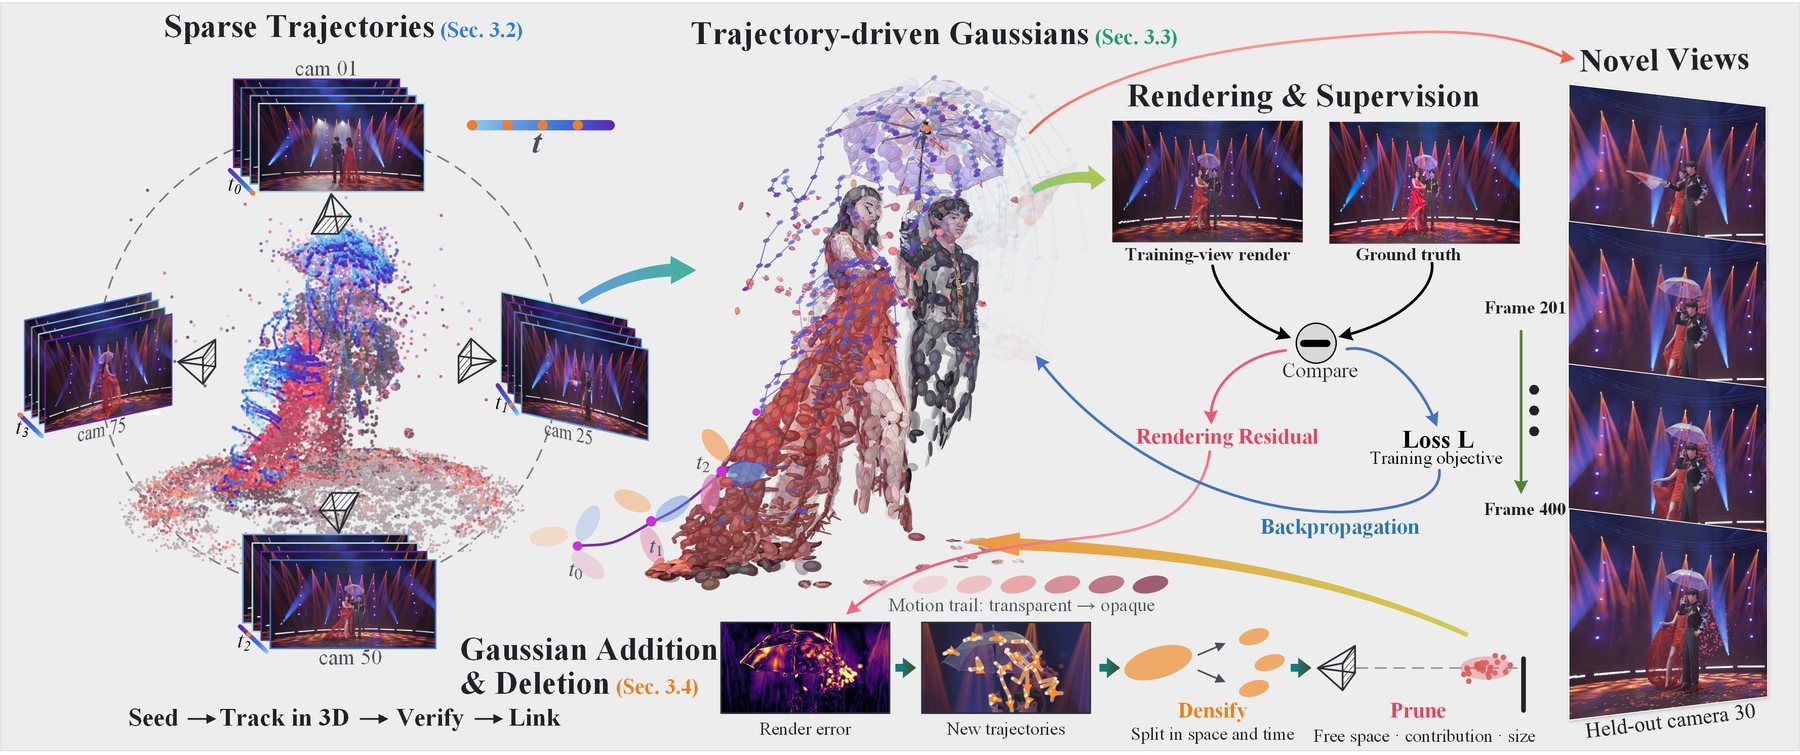 Sparse Trajectories (Sec. 3.2)
cam 01
t
t0
t3
cam 75
t1
cam 25
t2
cam 50
Seed → Track in 3D → Verify → Link
Trajectory-driven Gaussians (Sec. 3.3)
t2
t1
t0
Motion trail: transparent → opaque
Rendering & Supervision
Training-view render
Ground truth
Compare
Rendering Residual
Loss L
Training objective
Backpropagation
Gaussian Addition
& Deletion (Sec. 3.4)
Render error
New trajectories
Densify
Split in space and time
Prune
Free space · contribution · size
Novel Views
Frame 201
Frame 400
Held-out camera 30